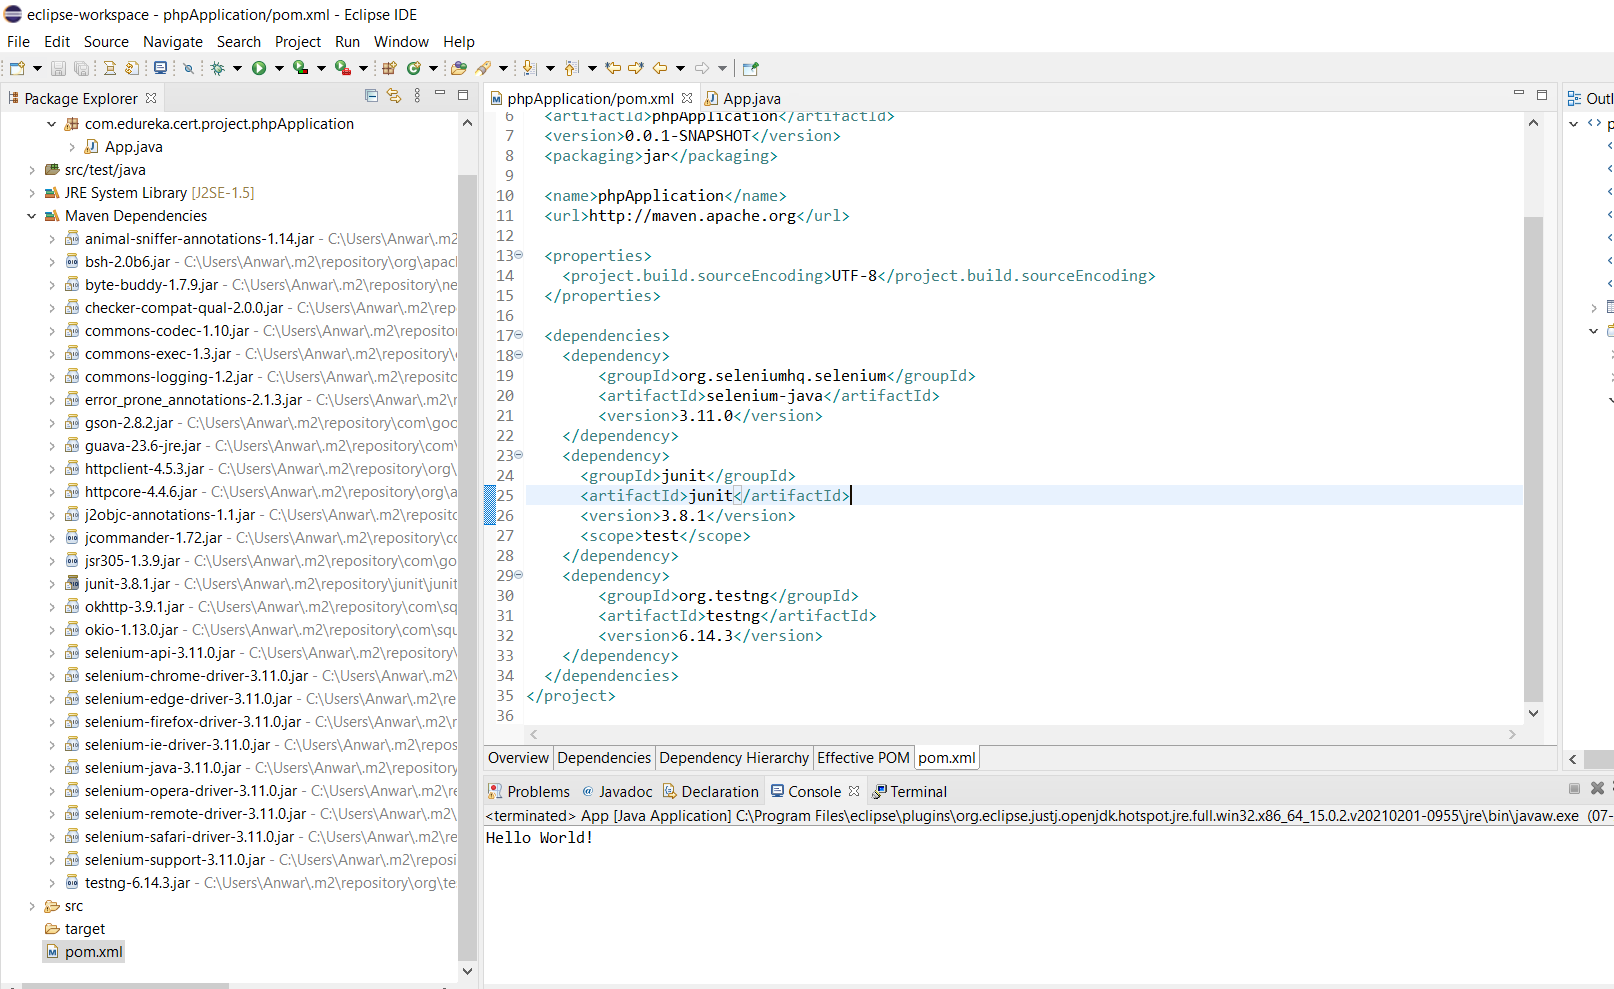 eclipse-workspace - phpApplication/pom.xml - Eclipse IDE
File Edit Source Navigate Search Project Run Window Help
Package Explorer
com.edureka.cert.project.phpApplication
App.java
src/test/java
JRE System Library [J2SE-1.5]
Maven Dependencies
animal-sniffer-annotations-1.14.jar - C:\Users\Anwar\.m2
bsh-2.0b6.jar - C:\Users\Anwar\.m2\repository\org\apac
byte-buddy-1.7.9.jar - C:\Users\Anwar\.m2\repository\ne
checker-compat-qual-2.0.0.jar - C:\Users\Anwar\.m2\rep
commons-codec-1.10.jar - C:\Users\Anwar\.m2\repositor
commons-exec-1.3.jar - C:\Users\Anwar\.m2\repository\
commons-logging-1.2.jar - C:\Users\Anwar\.m2\repositc
error_prone_annotations-2.1.3.jar - C:\Users\Anwar\.m2\r
gson-2.8.2.jar - C:\Users\Anwar\.m2\repository\com\goo
guava-23.6-jre.jar - C:\Users\Anwar\.m2\repository\com\
httpclient-4.5.3.jar - C:\Users\Anwar\.m2\repository\org\
httpcore-4.4.6.jar - C:\Users\Anwar\.m2\repository\org\a
j2objc-annotations-1.1.jar - C:\Users\Anwar\.m2\reposito
jcommander-1.72.jar - C:\Users\Anwar\.m2\repository\cc
jsr305-1.3.9.jar - C:\Users\Anwar\.m2\repository\com\go
junit-3.8.1.jar - C:\Users\Anwar\.m2\repository\junit\junit
okhttp-3.9.1.jar - C:\Users\Anwar\.m2\repository\com\sq
okio-1.13.0.jar - C:\Users\Anwar\.m2\repository\com\squ
selenium-api-3.11.0.jar - C:\Users\Anwar\.m2\repository\
selenium-chrome-driver-3.11.0.jar - C:\Users\Anwar\.m2
selenium-edge-driver-3.11.0.jar - C:\Users\Anwar\.m2\re
selenium-firefox-driver-3.11.0.jar - C:\Users\Anwar\.m2\r
selenium-ie-driver-3.11.0.jar - C:\Users\Anwar\.m2\repos
selenium-java-3.11.0.jar - C:\Users\Anwar\.m2\repository
selenium-opera-driver-3.11.0.jar - C:\Users\Anwar\.m2\re
selenium-remote-driver-3.11.0.jar - C:\Users\Anwar\.m2\
selenium-safari-driver-3.11.0.jar - C:\Users\Anwar\.m2\re
selenium-support-3.11.0.jar - C:\Users\Anwar\.m2\reposi
testng-6.14.3.jar - C:\Users\Anwar\.m2\repository\org\te
src
target
pom.xml
phpApplication/pom.xml App.java
6 <artifactId>phpApplication</artifactId>
7 <version>0.0.1-SNAPSHOT</version>
8 <packaging>jar</packaging>
9
10 <name>phpApplication</name>
11 <url>http://maven.apache.org</url>
12
13 <properties>
14 <project.build.sourceEncoding>UTF-8</project.build.sourceEncoding>
15 </properties>
16
17 <dependencies>
18 <dependency>
19 <groupId>org.seleniumhq.selenium</groupId>
20 <artifactId>selenium-java</artifactId>
21 <version>3.11.0</version>
22 </dependency>
23 <dependency>
24 <groupId>junit</groupId>
25 <artifactId>junit</artifactId>
26 <version>3.8.1</version>
27 <scope>test</scope>
28 </dependency>
29 <dependency>
30 <groupId>org.testng</groupId>
31 <artifactId>testng</artifactId>
32 <version>6.14.3</version>
33 </dependency>
34 </dependencies>
35 </project>
36
Overview Dependencies Dependency Hierarchy Effective POM pom.xml
Problems Javadoc Declaration Console Terminal
<terminated> App [Java Application] C:\Program Files\eclipse\plugins\org.eclipse.justj.openjdk.hotspot.jre.full.win32.x86_64_15.0.2.v20210201-0955\jre\bin\javaw.exe (07-
Hello World!
Outl
p